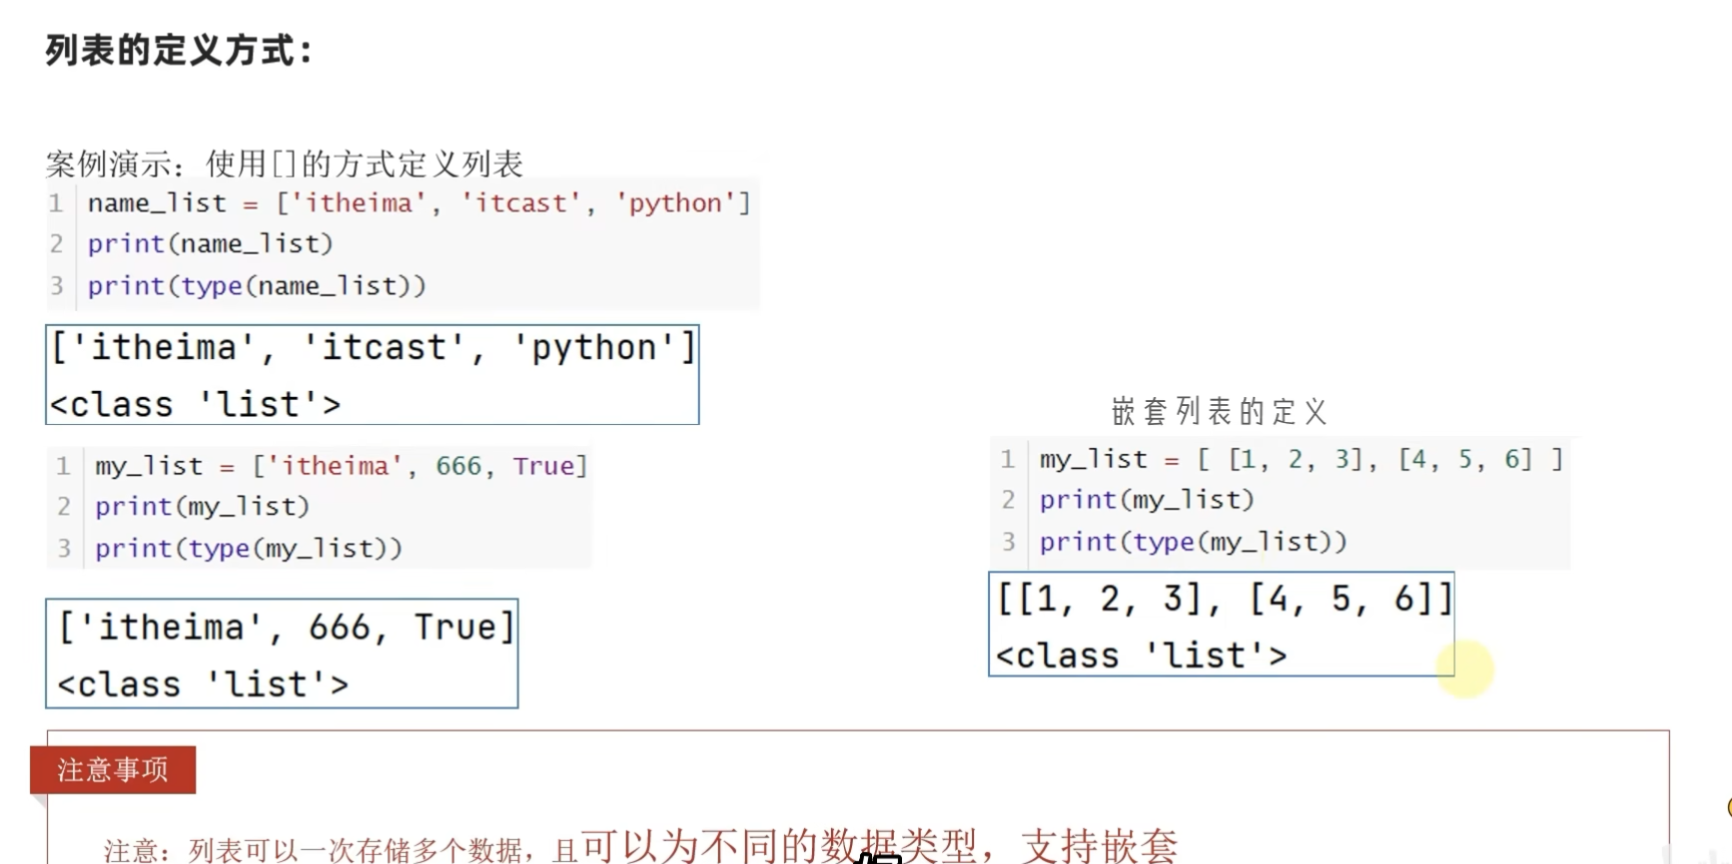 列表的定义方式：
案例演示：使用[]的方式定义列表
1 name_list = ['itheima', 'itcast', 'python']
2 print(name_list)
3 print(type(name_list))
['itheima', 'itcast', 'python']
<class 'list'>
1 my_list = ['itheima', 666, True]
2 print(my_list)
3 print(type(my_list))
['itheima', 666, True]
<class 'list'>
嵌套列表的定义
1 my_list = [ [1, 2, 3], [4, 5, 6] ]
2 print(my_list)
3 print(type(my_list))
[[1, 2, 3], [4, 5, 6]]
<class 'list'>
注意事项
注意：列表可以一次存储多个数据，且可以为不同的数据类型，支持嵌套